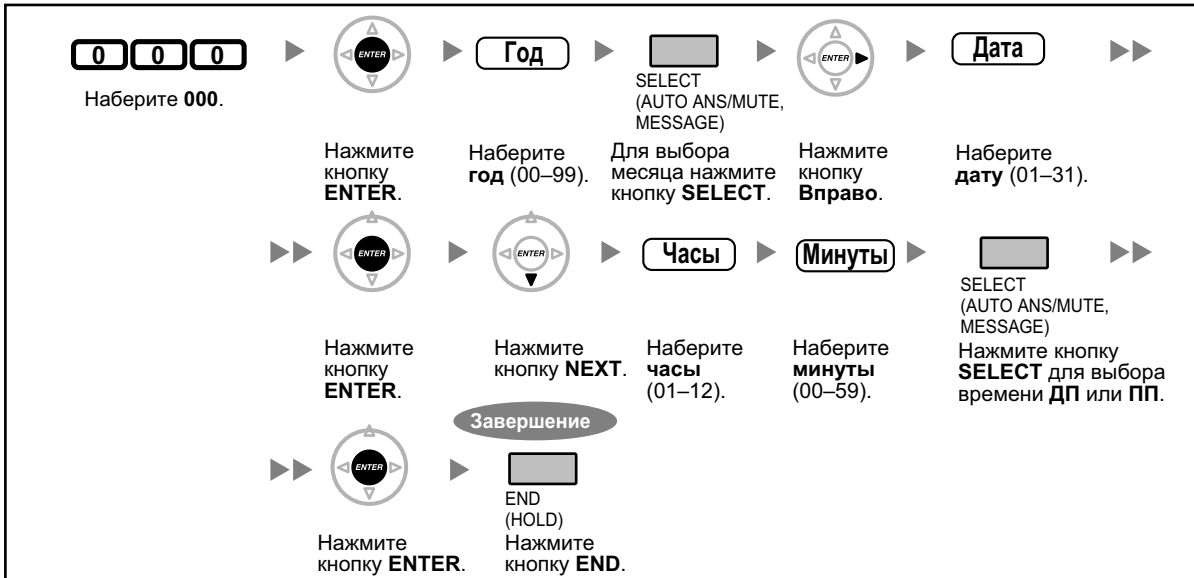 0 0 0
Наберите 000.
ENTER
Нажмите
кнопку
ENTER.
Год
Наберите
год (00–99).
SELECT
(AUTO ANS/MUTE,
MESSAGE)
Для выбора
месяца нажмите
кнопку SELECT.
ENTER
Нажмите
кнопку
Вправо.
Дата
Наберите
дату (01–31).
ENTER
Нажмите
кнопку
ENTER.
ENTER
Нажмите
кнопку NEXT.
Часы
Наберите
часы
(01–12).
Минуты
Наберите
минуты
(00–59).
SELECT
(AUTO ANS/MUTE,
MESSAGE)
Нажмите кнопку
SELECT для выбора
времени ДП или ПП.
ENTER
Нажмите
кнопку ENTER.
Завершение
END
(HOLD)
Нажмите
кнопку END.